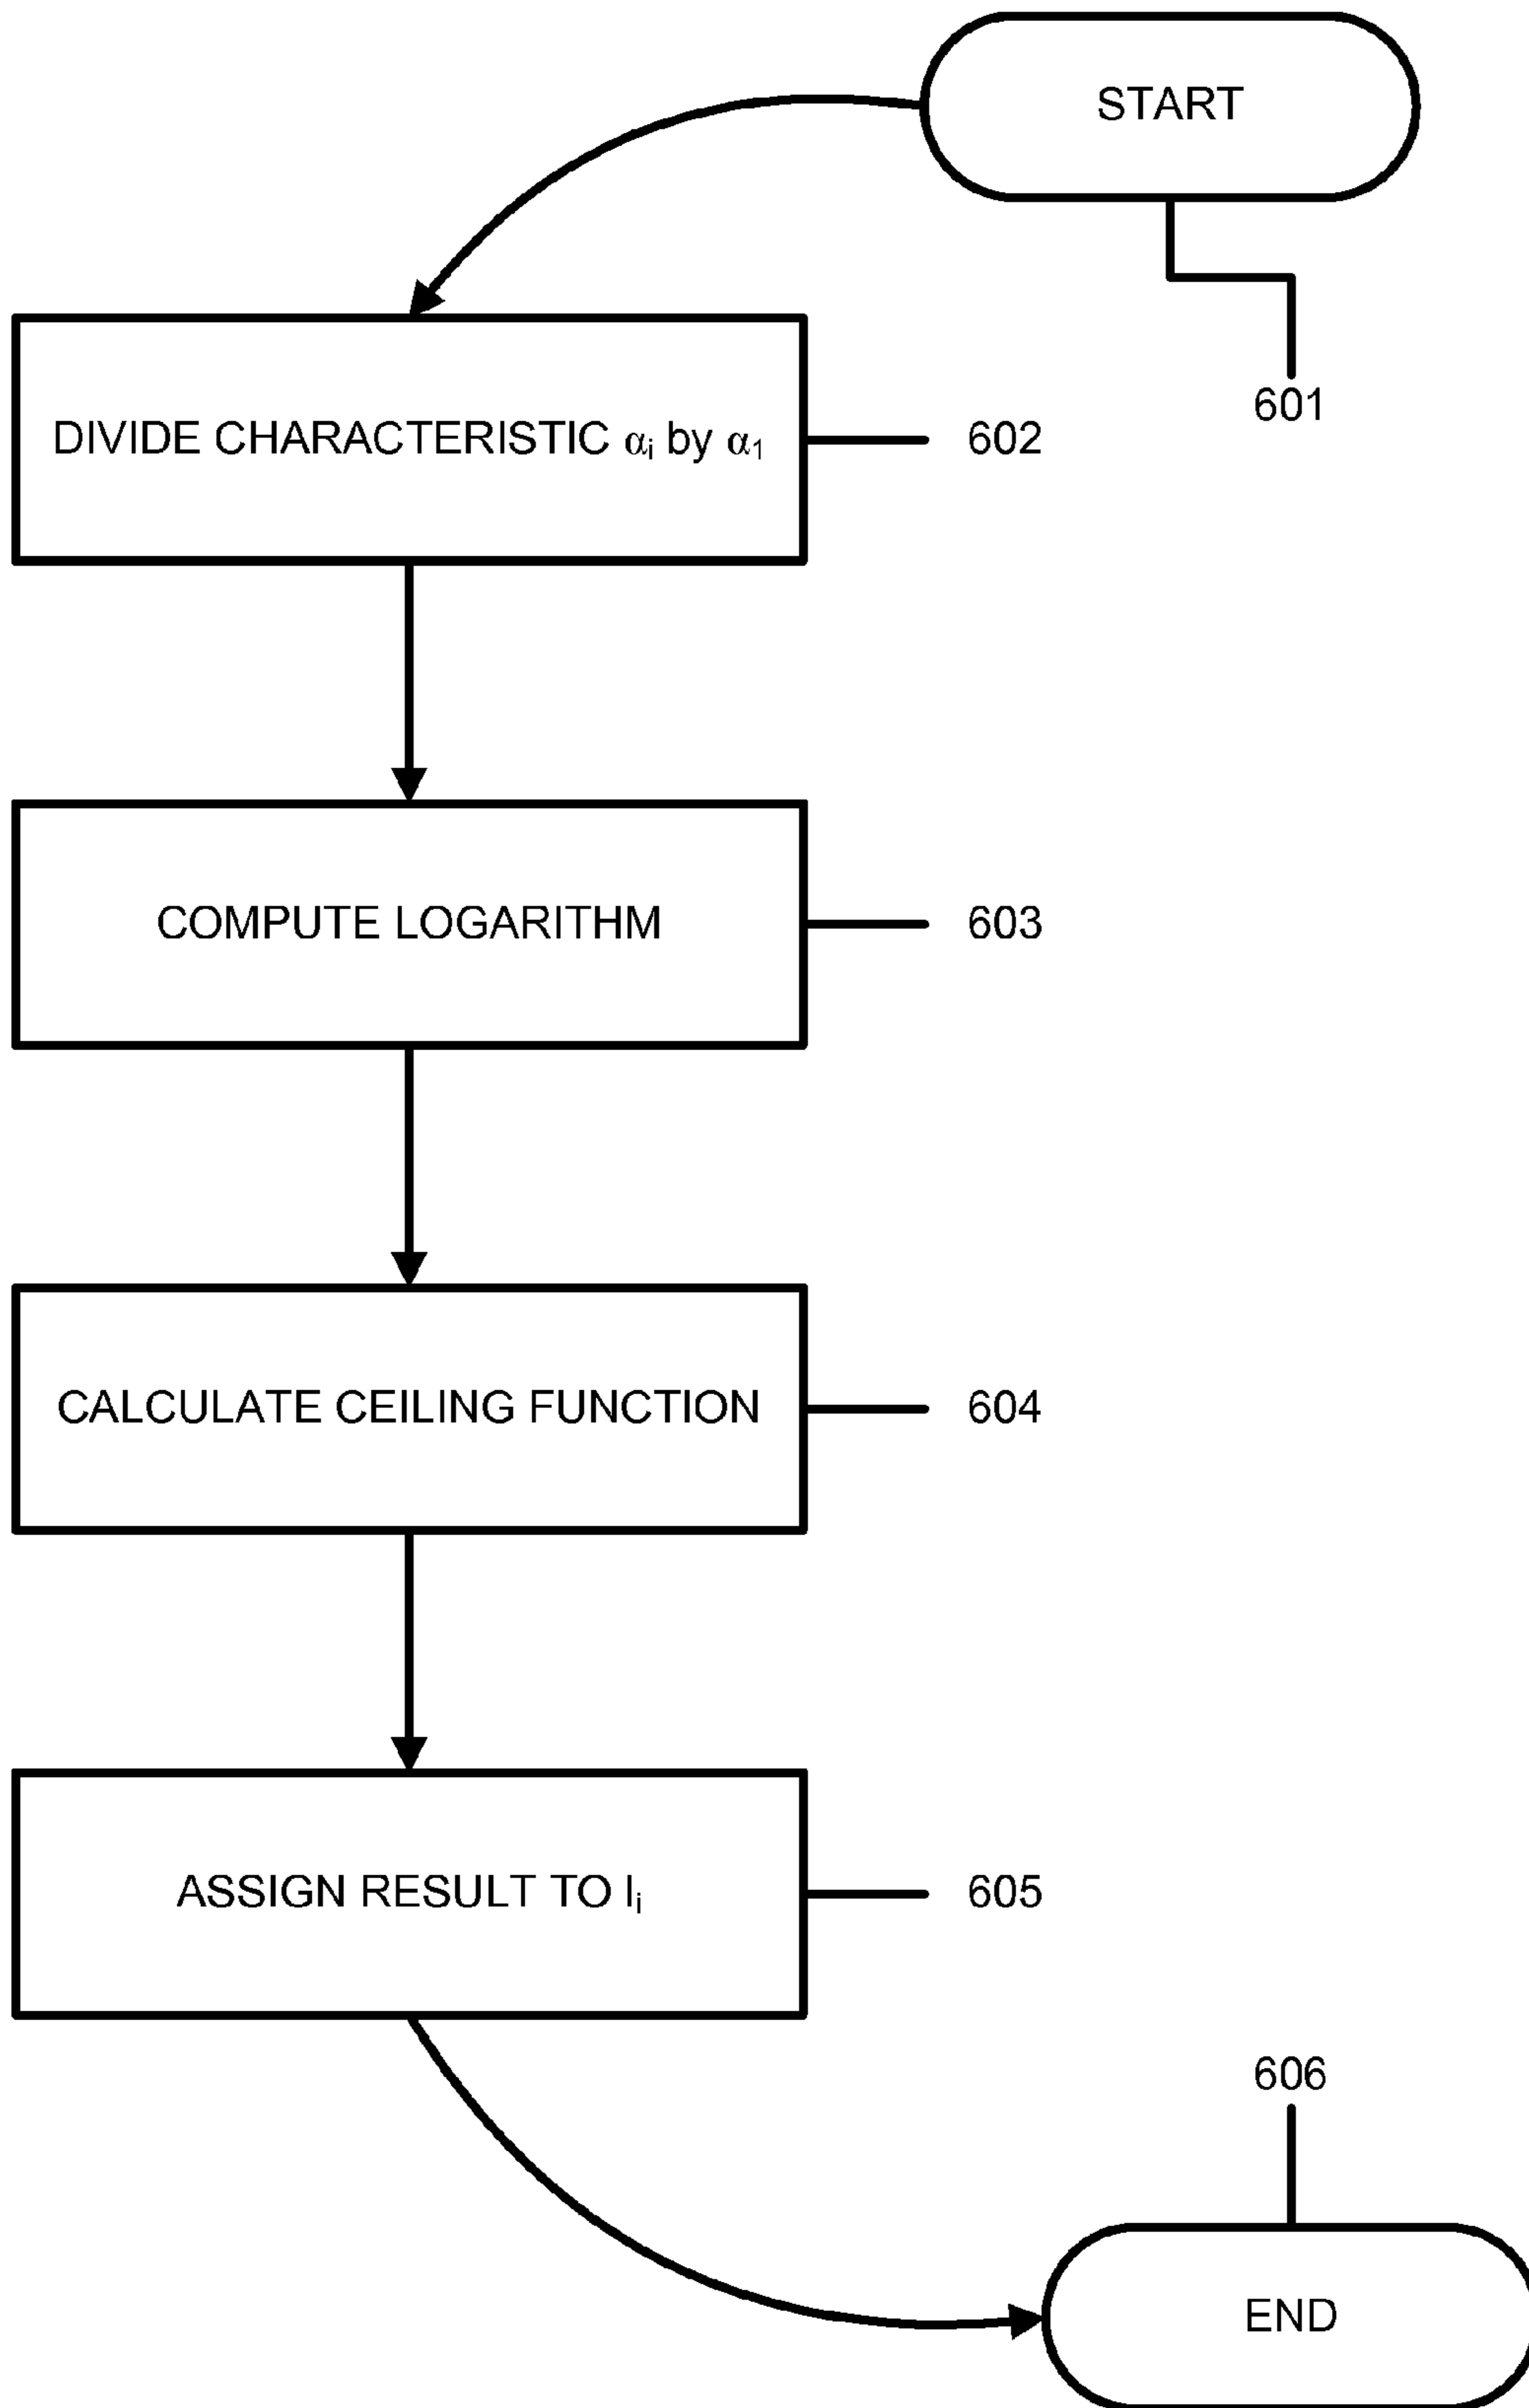 START
601
DIVIDE CHARACTERISTIC αᵢ by α₁
602
COMPUTE LOGARITHM
603
CALCULATE CEILING FUNCTION
604
ASSIGN RESULT TO lᵢ
605
606
END